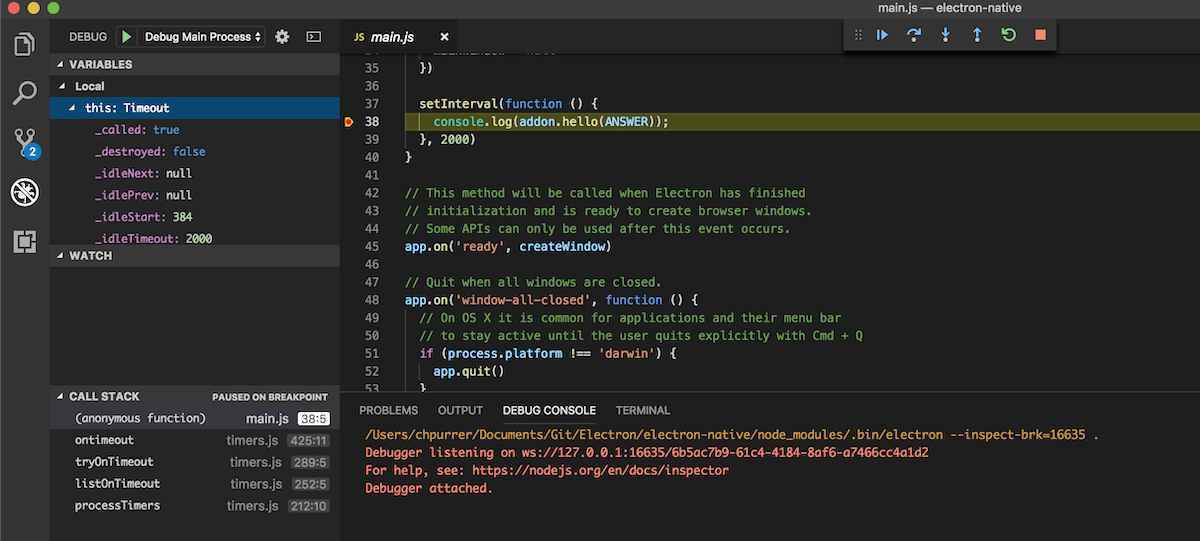 main.js — electron-native
DEBUG
Debug Main Process
VARIABLES
Local
this: Timeout
_called: true
_destroyed: false
_idleNext: null
_idlePrev: null
_idleStart: 384
_idleTimeout: 2000
WATCH
CALL STACK
PAUSED ON BREAKPOINT
(anonymous function) main.js 38:5
ontimeout timers.js 425:11
tryOnTimeout timers.js 289:5
listOnTimeout timers.js 252:5
processTimers timers.js 212:10
2
JS main.js
35 })
36
37 setInterval(function () {
38 console.log(addon.hello(ANSWER));
39 }, 2000)
40 }
41
42 // This method will be called when Electron has finished
43 // initialization and is ready to create browser windows.
44 // Some APIs can only be used after this event occurs.
45 app.on('ready', createWindow)
46
47 // Quit when all windows are closed.
48 app.on('window-all-closed', function () {
49 // On OS X it is common for applications and their menu bar
50 // to stay active until the user quits explicitly with Cmd + Q
51 if (process.platform !== 'darwin') {
52 app.quit()
53 }
PROBLEMS OUTPUT DEBUG CONSOLE TERMINAL
/Users/chpurrer/Documents/Git/Electron/electron-native/node_modules/.bin/electron --inspect-brk=16635 .
Debugger listening on ws://127.0.0.1:16635/6b5ac7b9-61c4-4184-8af6-a7466cc4a1d2
For help, see: https://nodejs.org/en/docs/inspector
Debugger attached.